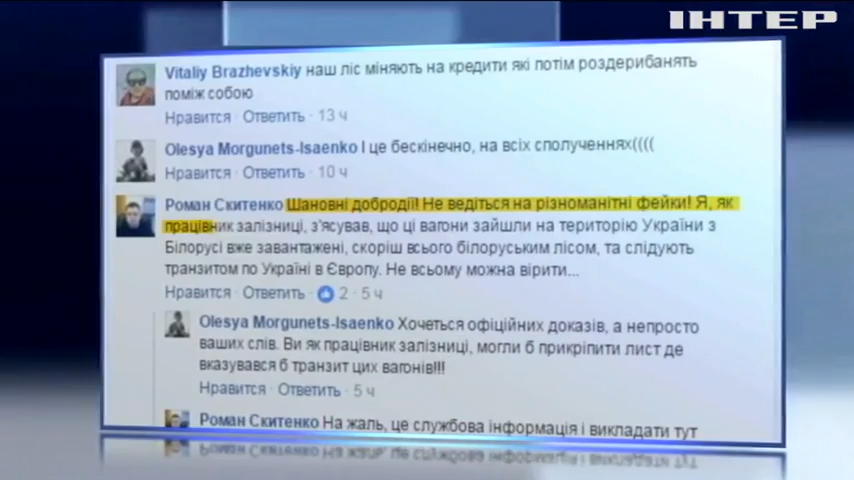 ІНТЕР
Vitaliy Brazhevskiy наш ліс міняють на кредити які потім роздерибанять
поміж собою
Нравится · Ответить · 13 ч
Olesya Morgunets-Isaenko І це бескінечно, на всіх сполученнях((((
Нравится · Ответить · 10 ч
Роман Скитенко Шановні добродії! Не ведіться на різноманітні фейки! Я, як
працівник залізниці, з'ясував, що ці вагони зайшли на територію України з
Білорусі вже завантажені, скоріш всього білоруським лісом, та слідують
транзитом по Україні в Європу. Не всьому можна вірити...
Нравится · Ответить · 2 · 5 ч
Olesya Morgunets-Isaenko Хочеться офіційних доказів, а непросто
ваших слів. Ви як працівник залізниці, могли б прикріпити лист де
вказувався б транзит цих вагонів!!!
Нравится · Ответить · 5 ч
Роман Скитенко На жаль, це службова інформація і викладати тут